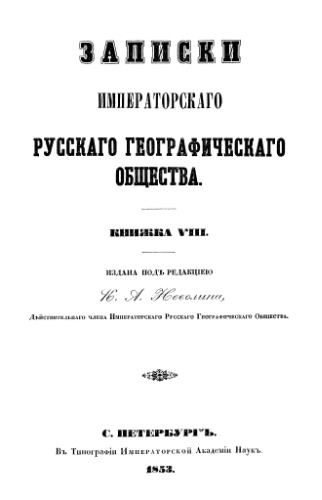 ЗАПИСКИ
ИМПЕРАТОРСКАГО
РУССКАГО ГЕОГРАФИЧЕСКАГО
ОБЩЕСТВА.
КНИЖКА VIII.
ИЗДАНА ПОДЪ РЕДАКЦІЕЮ
К. А. Неволина,
Дѣйствительнаго члена Императорскаго Русскаго Географическаго Общества.
С. ПЕТЕРБУРГЪ.
Въ Типографіи Императорской Академіи Наукъ.
1853.